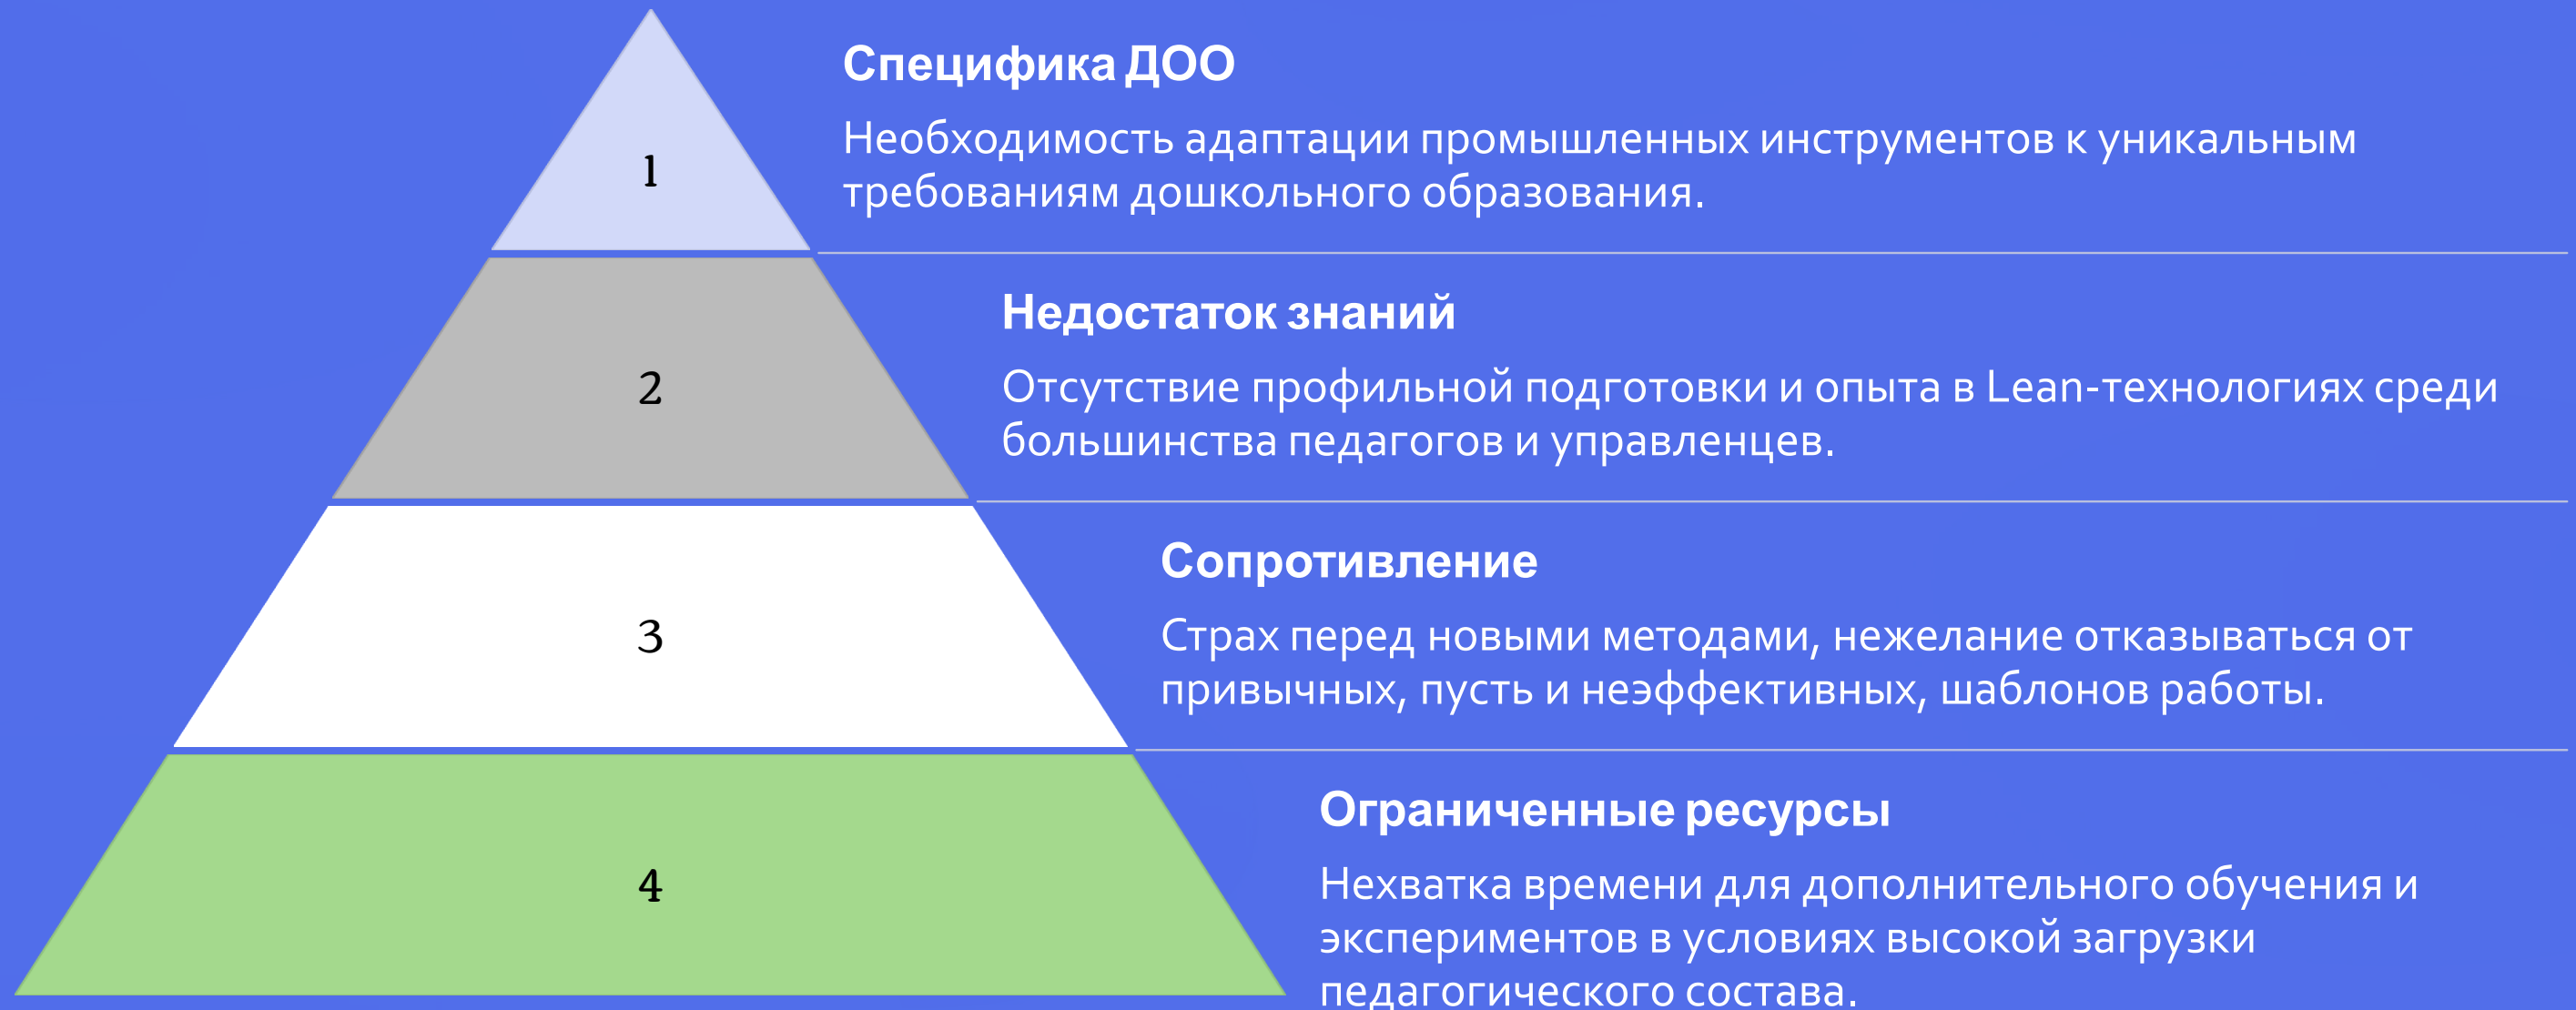 1
Специфика ДОО
Необходимость адаптации промышленных инструментов к уникальным
требованиям дошкольного образования.
2
Недостаток знаний
Отсутствие профильной подготовки и опыта в Lean-технологиях среди
большинства педагогов и управленцев.
3
Сопротивление
Страх перед новыми методами, нежелание отказываться от
привычных, пусть и неэффективных, шаблонов работы.
4
Ограниченные ресурсы
Нехватка времени для дополнительного обучения и
экспериментов в условиях высокой загрузки
педагогического состава.